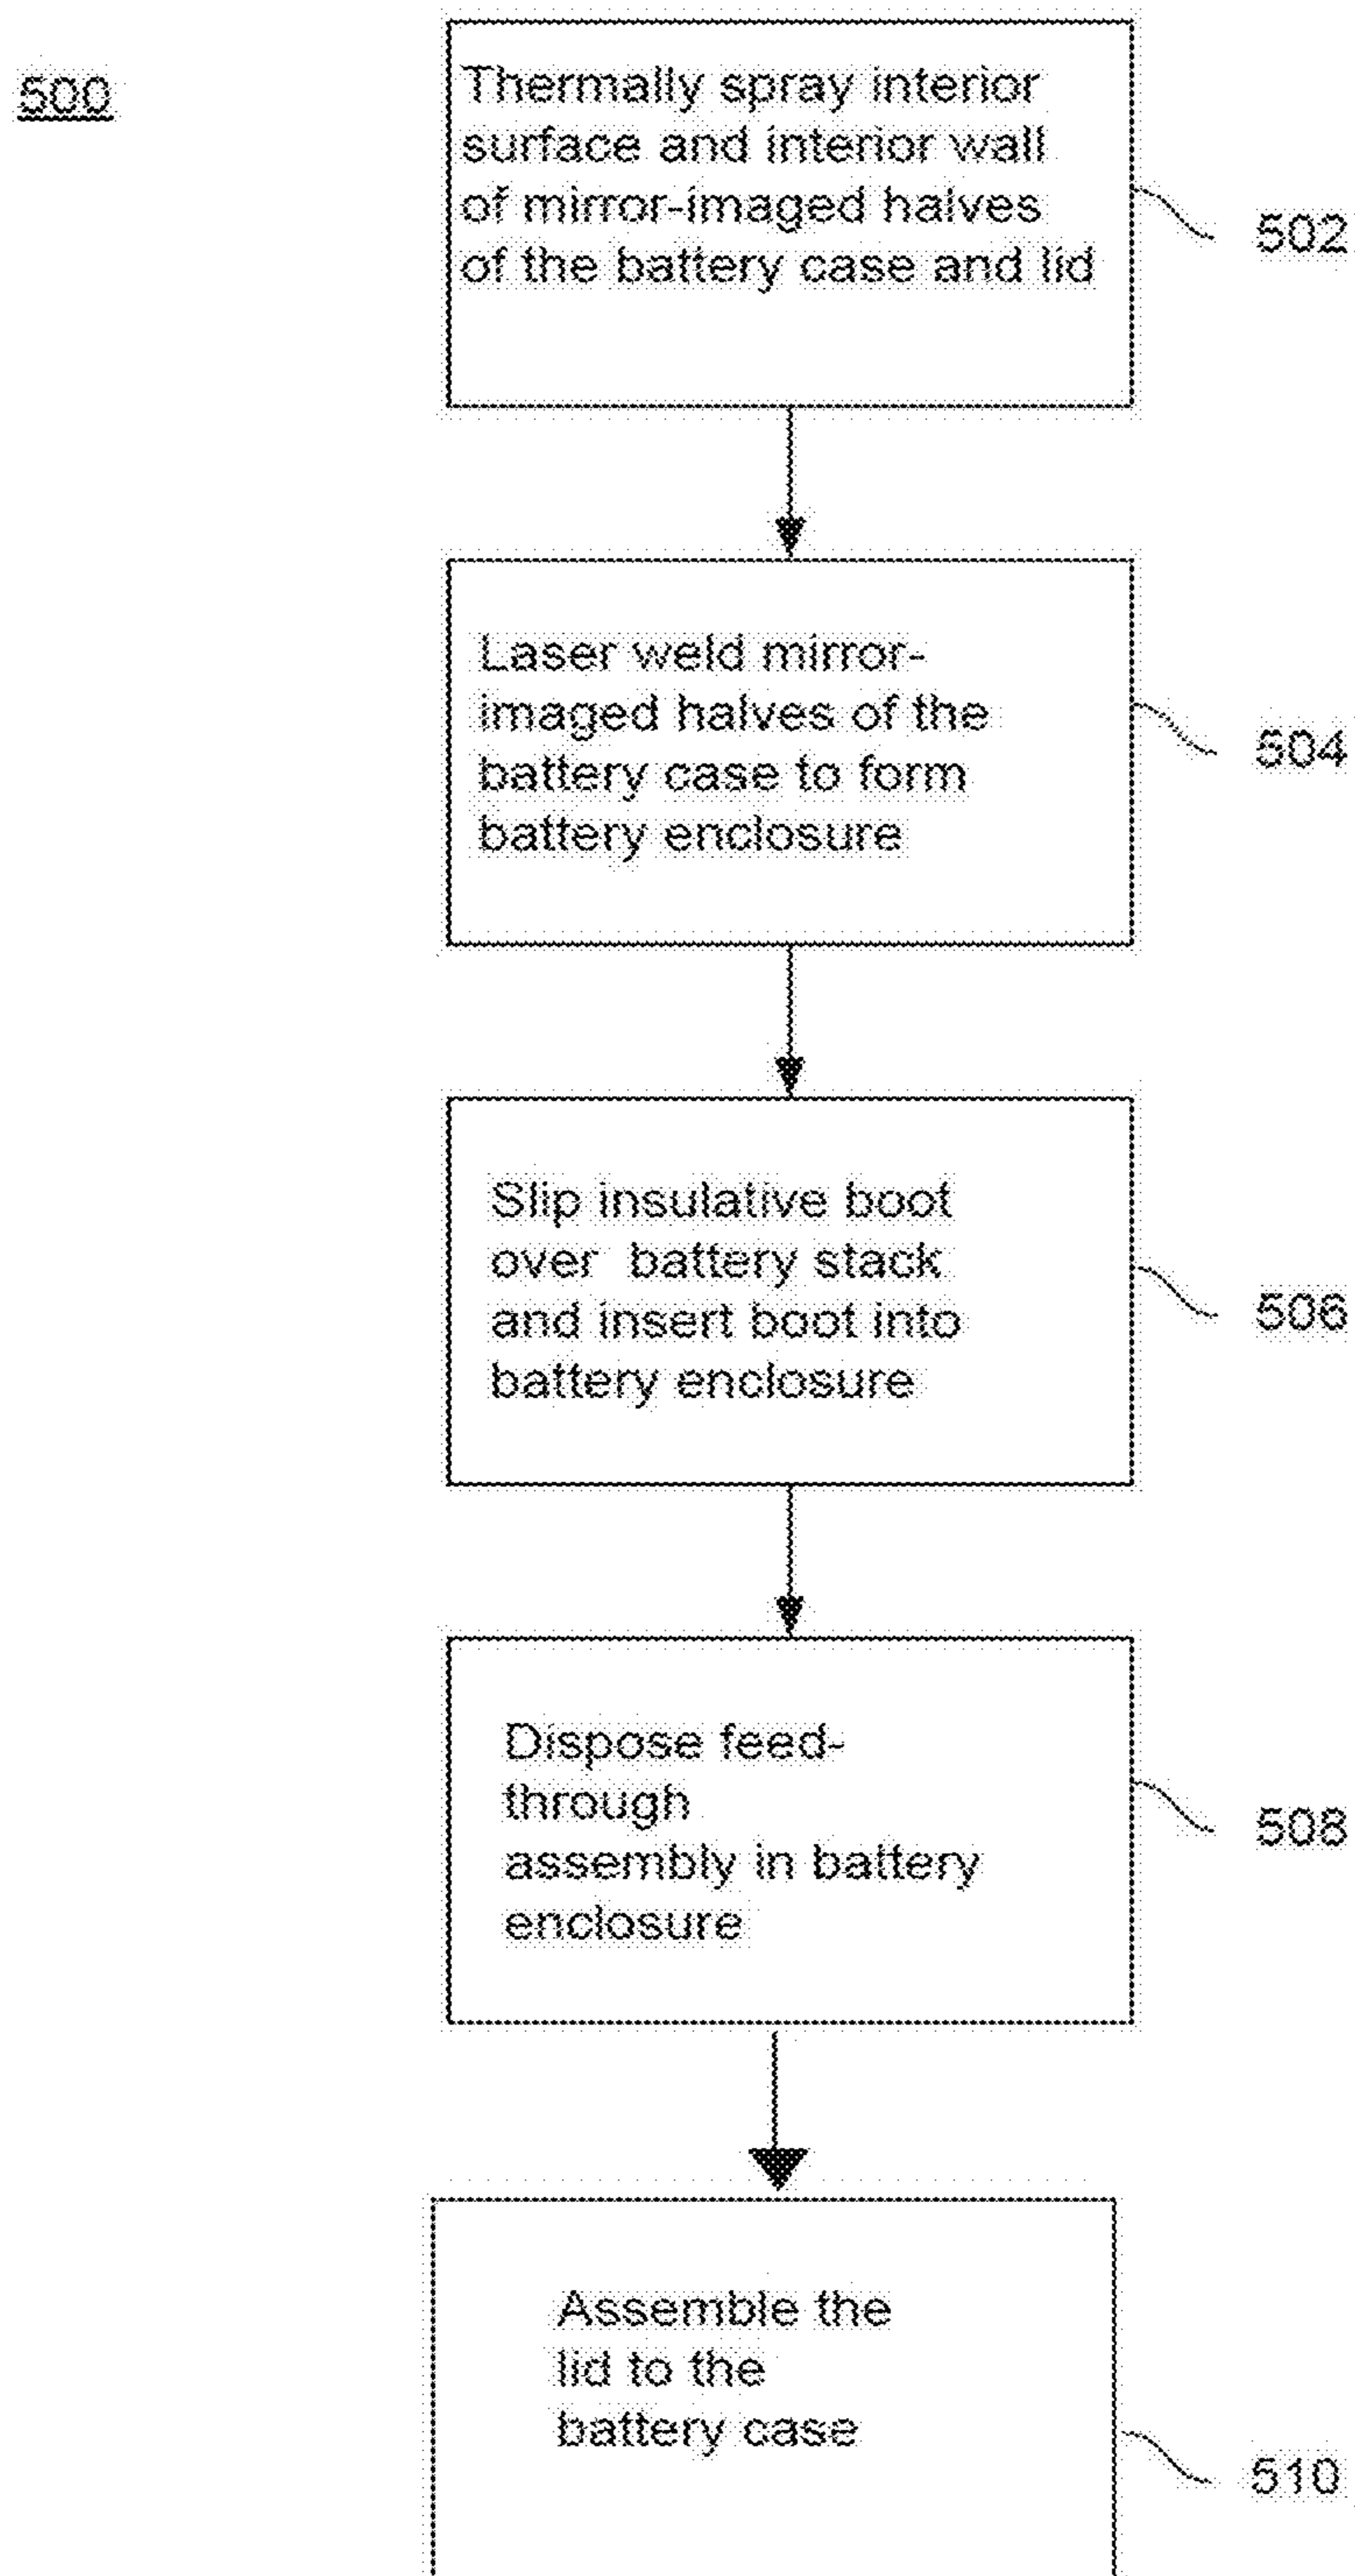 500
Thermally spray interior
surface and interior wall
of mirror-imaged halves
of the battery case and lid
502
Laser weld mirror-
imaged halves of the
battery case to form
battery enclosure
504
Slip insulative boot
over battery stack
and insert boot into
battery enclosure
506
Dispose feed-
through
assembly in battery
enclosure
508
Assemble the
lid to the
battery case
510